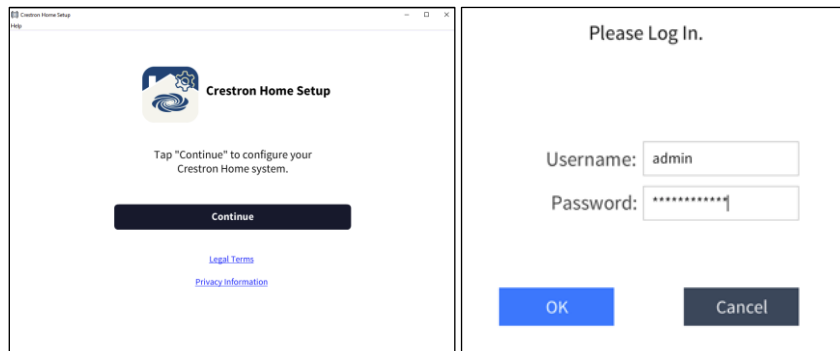 Crestron Home Setup
Help
Crestron Home Setup
Tap "Continue" to configure your
Crestron Home system.
Continue
Legal Terms
Privacy Information
Please Log In.
Username: admin
Password: ************
OK Cancel